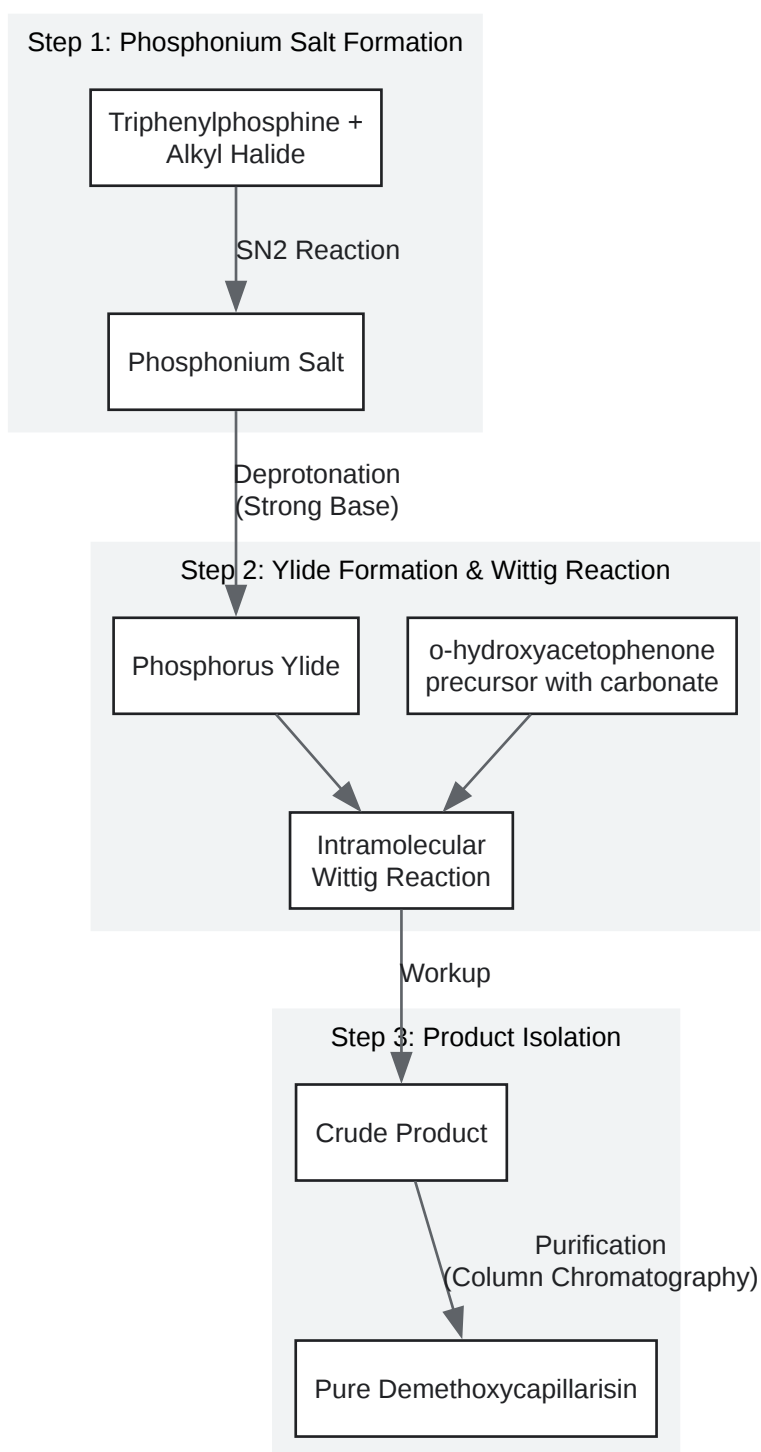 Step 1: Phosphonium Salt Formation
Triphenylphosphine +
Alkyl Halide
SN2 Reaction
Phosphonium Salt
Deprotonation
(Strong Base)
Step 2: Ylide Formation & Wittig Reaction
Phosphorus Ylide
o-hydroxyacetophenone
precursor with carbonate
Intramolecular
Wittig Reaction
Workup
Step 3: Product Isolation
Crude Product
Purification
(Column Chromatography)
Pure Demethoxycapillarisin